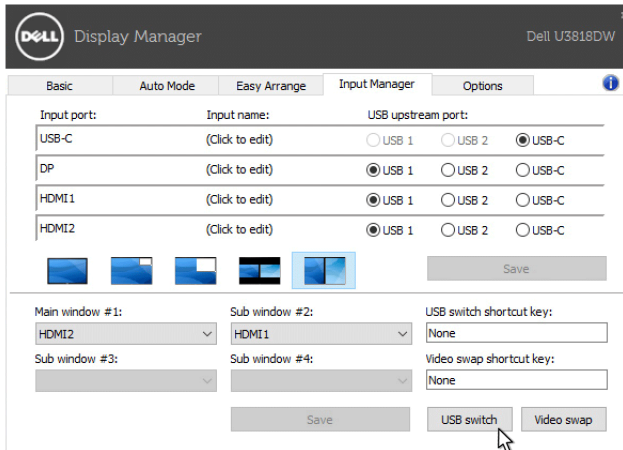 DELL Display Manager Dell U3818DW
Basic Auto Mode Easy Arrange Input Manager Options i
Input port: Input name: USB upstream port:
USB-C (Click to edit) USB 1 USB 2 USB-C
DP (Click to edit) USB 1 USB 2 USB-C
HDMI1 (Click to edit) USB 1 USB 2 USB-C
HDMI2 (Click to edit) USB 1 USB 2 USB-C
Save
Main window #1: Sub window #2: USB switch shortcut key:
HDMI2 HDMI1 None
Sub window #3: Sub window #4: Video swap shortcut key:
None
Save USB switch Video swap